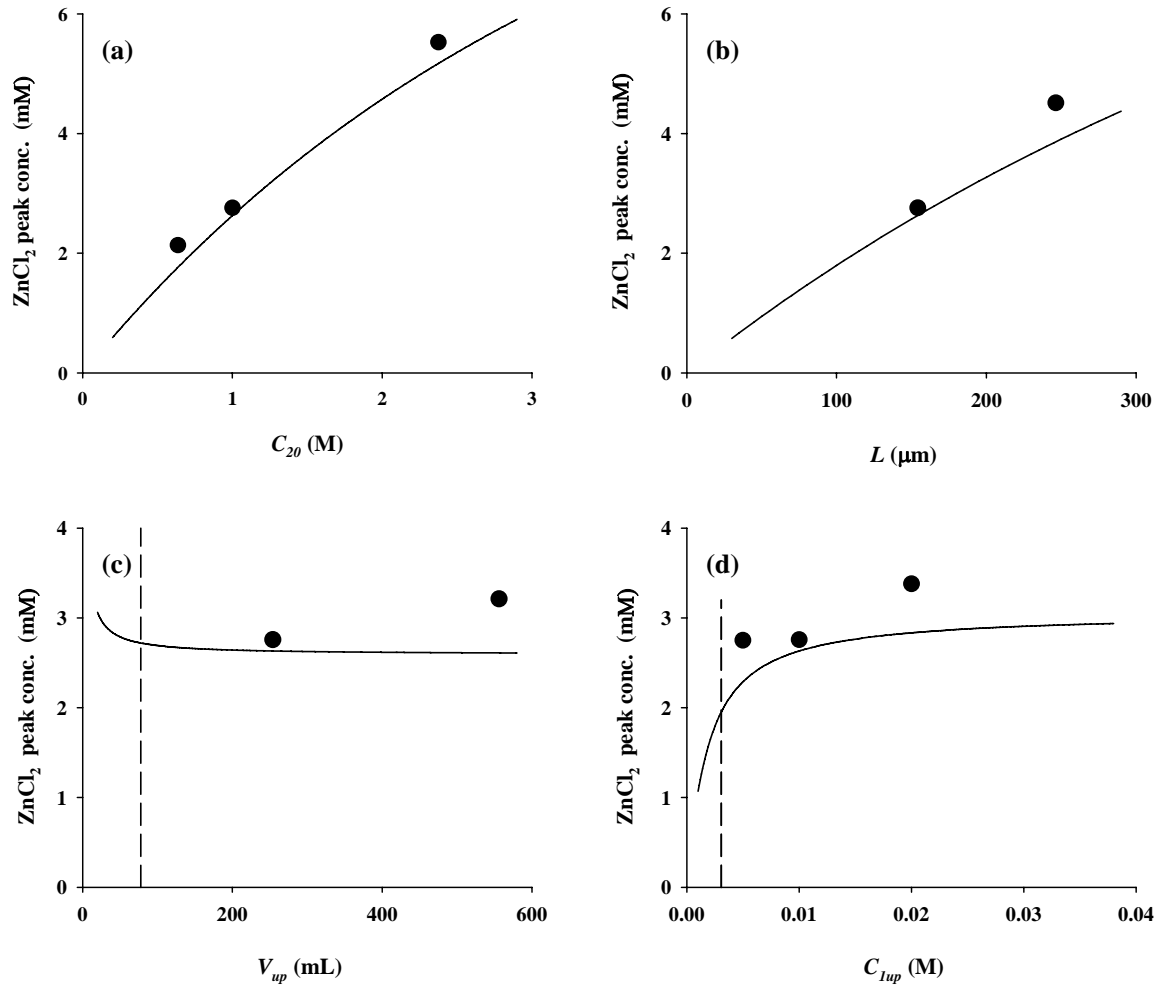 (a)
ZnCl2 peak conc. (mM)
6
4
2
0
0 1 2 3
C20 (M)
(b)
ZnCl2 peak conc. (mM)
6
4
2
0
0 100 200 300
L (μm)
(c)
ZnCl2 peak conc. (mM)
4
3
2
1
0
0 200 400 600
Vup (mL)
(d)
ZnCl2 peak conc. (mM)
4
3
2
1
0
0.00 0.01 0.02 0.03 0.04
C1up (M)